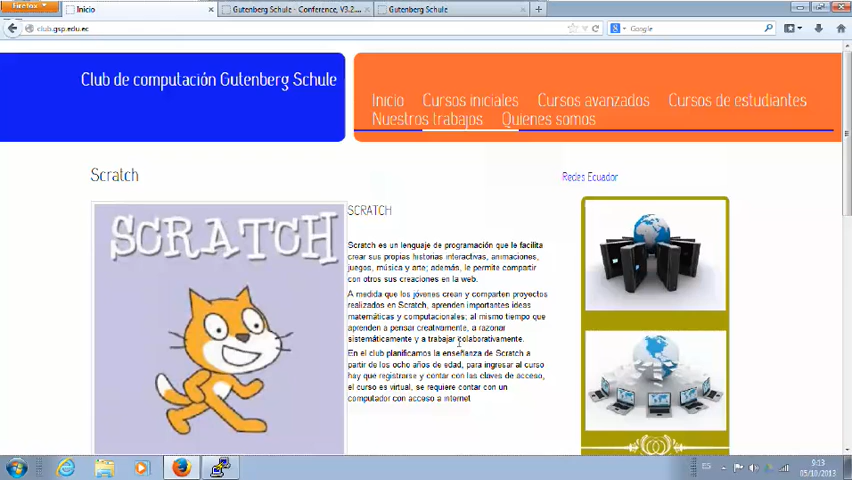 Firefox
Inicio
Gutenberg Schule - Conference, V3.2....
Gutenberg Schule
club.gsp.edu.ec
Google
Club de computación Gutenberg Schule
Inicio Cursos iniciales Cursos avanzados Cursos de estudiantes
Nuestros trabajos Quienes somos
Scratch
Redes Ecuador
SCRATCH
SCRATCH
Scratch es un lenguaje de programación que le facilita
crear sus propias historias interactivas, animaciones,
juegos, música y arte; además, le permite compartir
con otros sus creaciones en la web.
A medida que los jóvenes crean y comparten proyectos
realizados en Scratch, aprenden importantes ideas
matemáticas y computacionales; al mismo tiempo que
aprenden a pensar creativamente, a razonar
sistemáticamente y a trabajar colaborativamente.
En el club planificamos la enseñanza de Scratch a
partir de los ocho años de edad, para ingresar al curso
hay que registrarse y contar con las claves de acceso,
el curso es virtual, se requiere contar con un
computador con acceso a internet
ES
9:13
05/10/2013